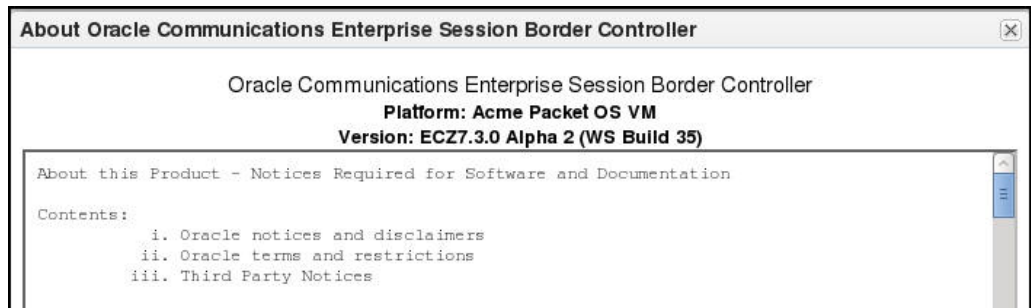 About Oracle Communications Enterprise Session Border Controller
Oracle Communications Enterprise Session Border Controller
Platform: Acme Packet OS VM
Version: ECZ7.3.0 Alpha 2 (WS Build 35)
About this Product - Notices Required for Software and Documentation
Contents:
i. Oracle notices and disclaimers
ii. Oracle terms and restrictions
iii. Third Party Notices